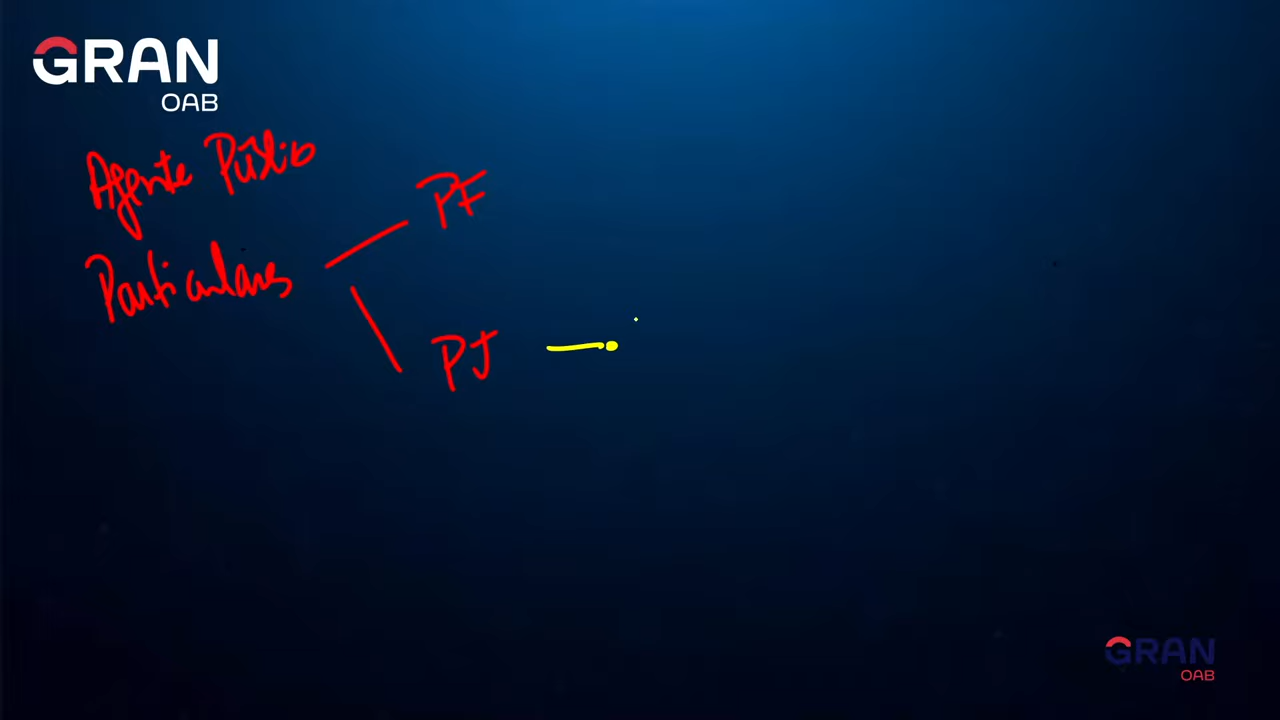 GRAN
OAB
Agente Público
PF
Particulares
PJ
GRAN
OAB